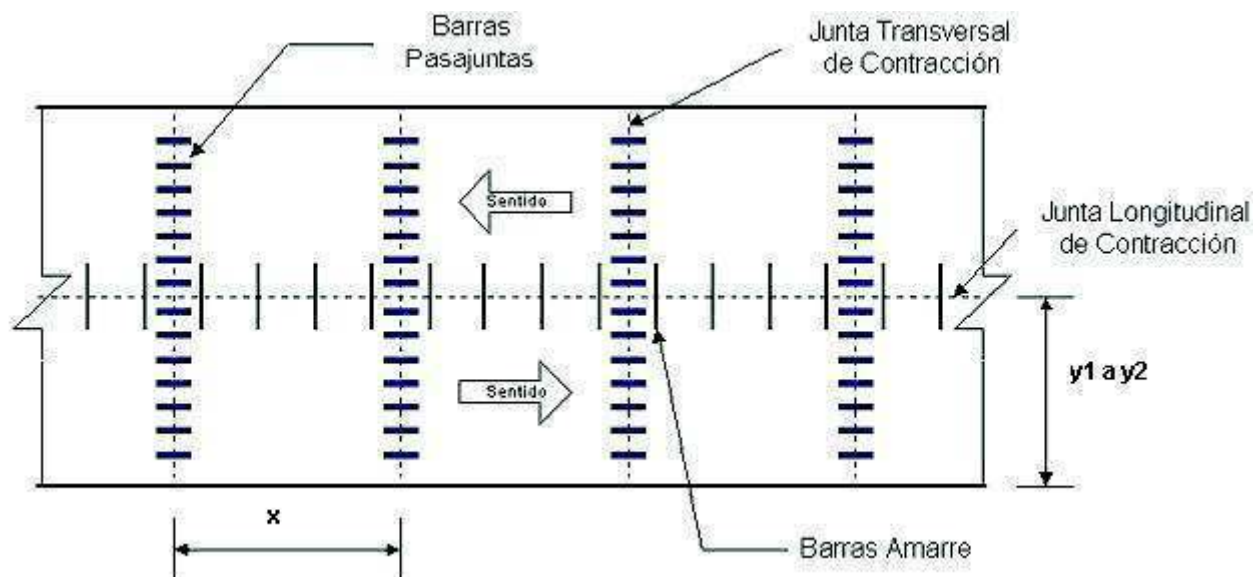 Barras
Pasajuntas
Junta Transversal
de Contracción
Sentido
Junta Longitudinal
de Contracción
Sentido
y1 a y2
x
Barras Amarre